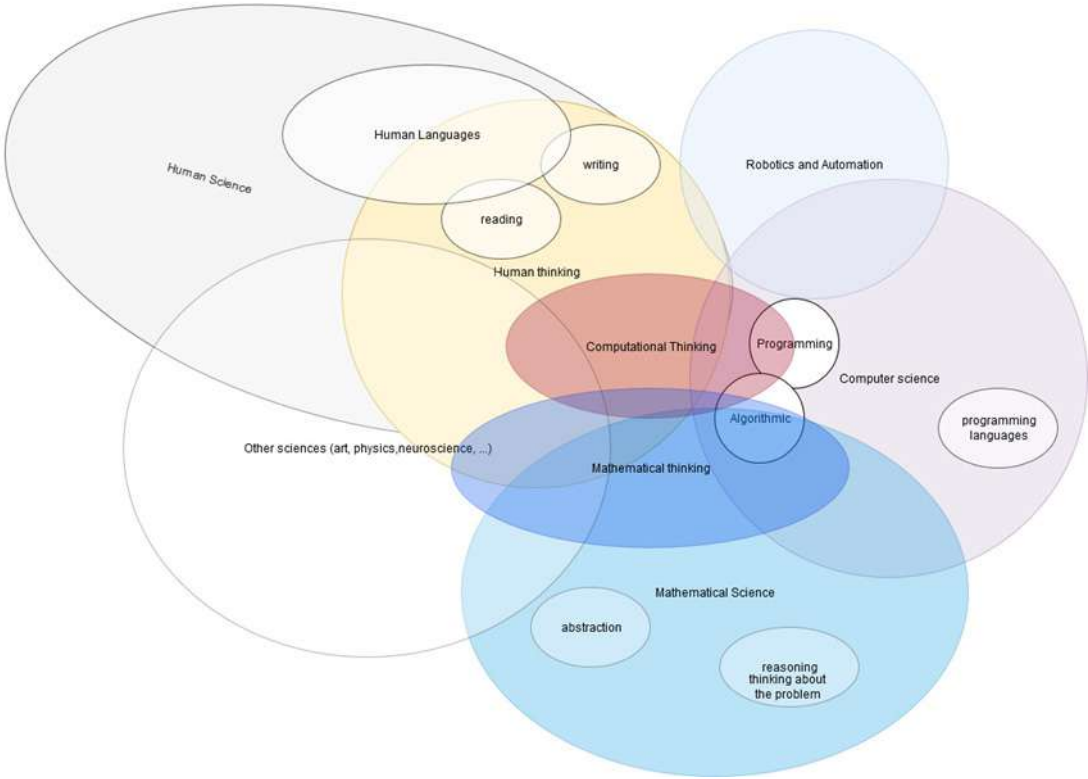 Human Languages
writing
Robotics and Automation
Human Science
reading
Human thinking
Computational Thinking
Programming
Computer science
Algorithmic
programming
languages
Other sciences (art, physics,neuroscience, ...)
Mathematical thinking
Mathematical Science
abstraction
reasoning
thinking about
the problem